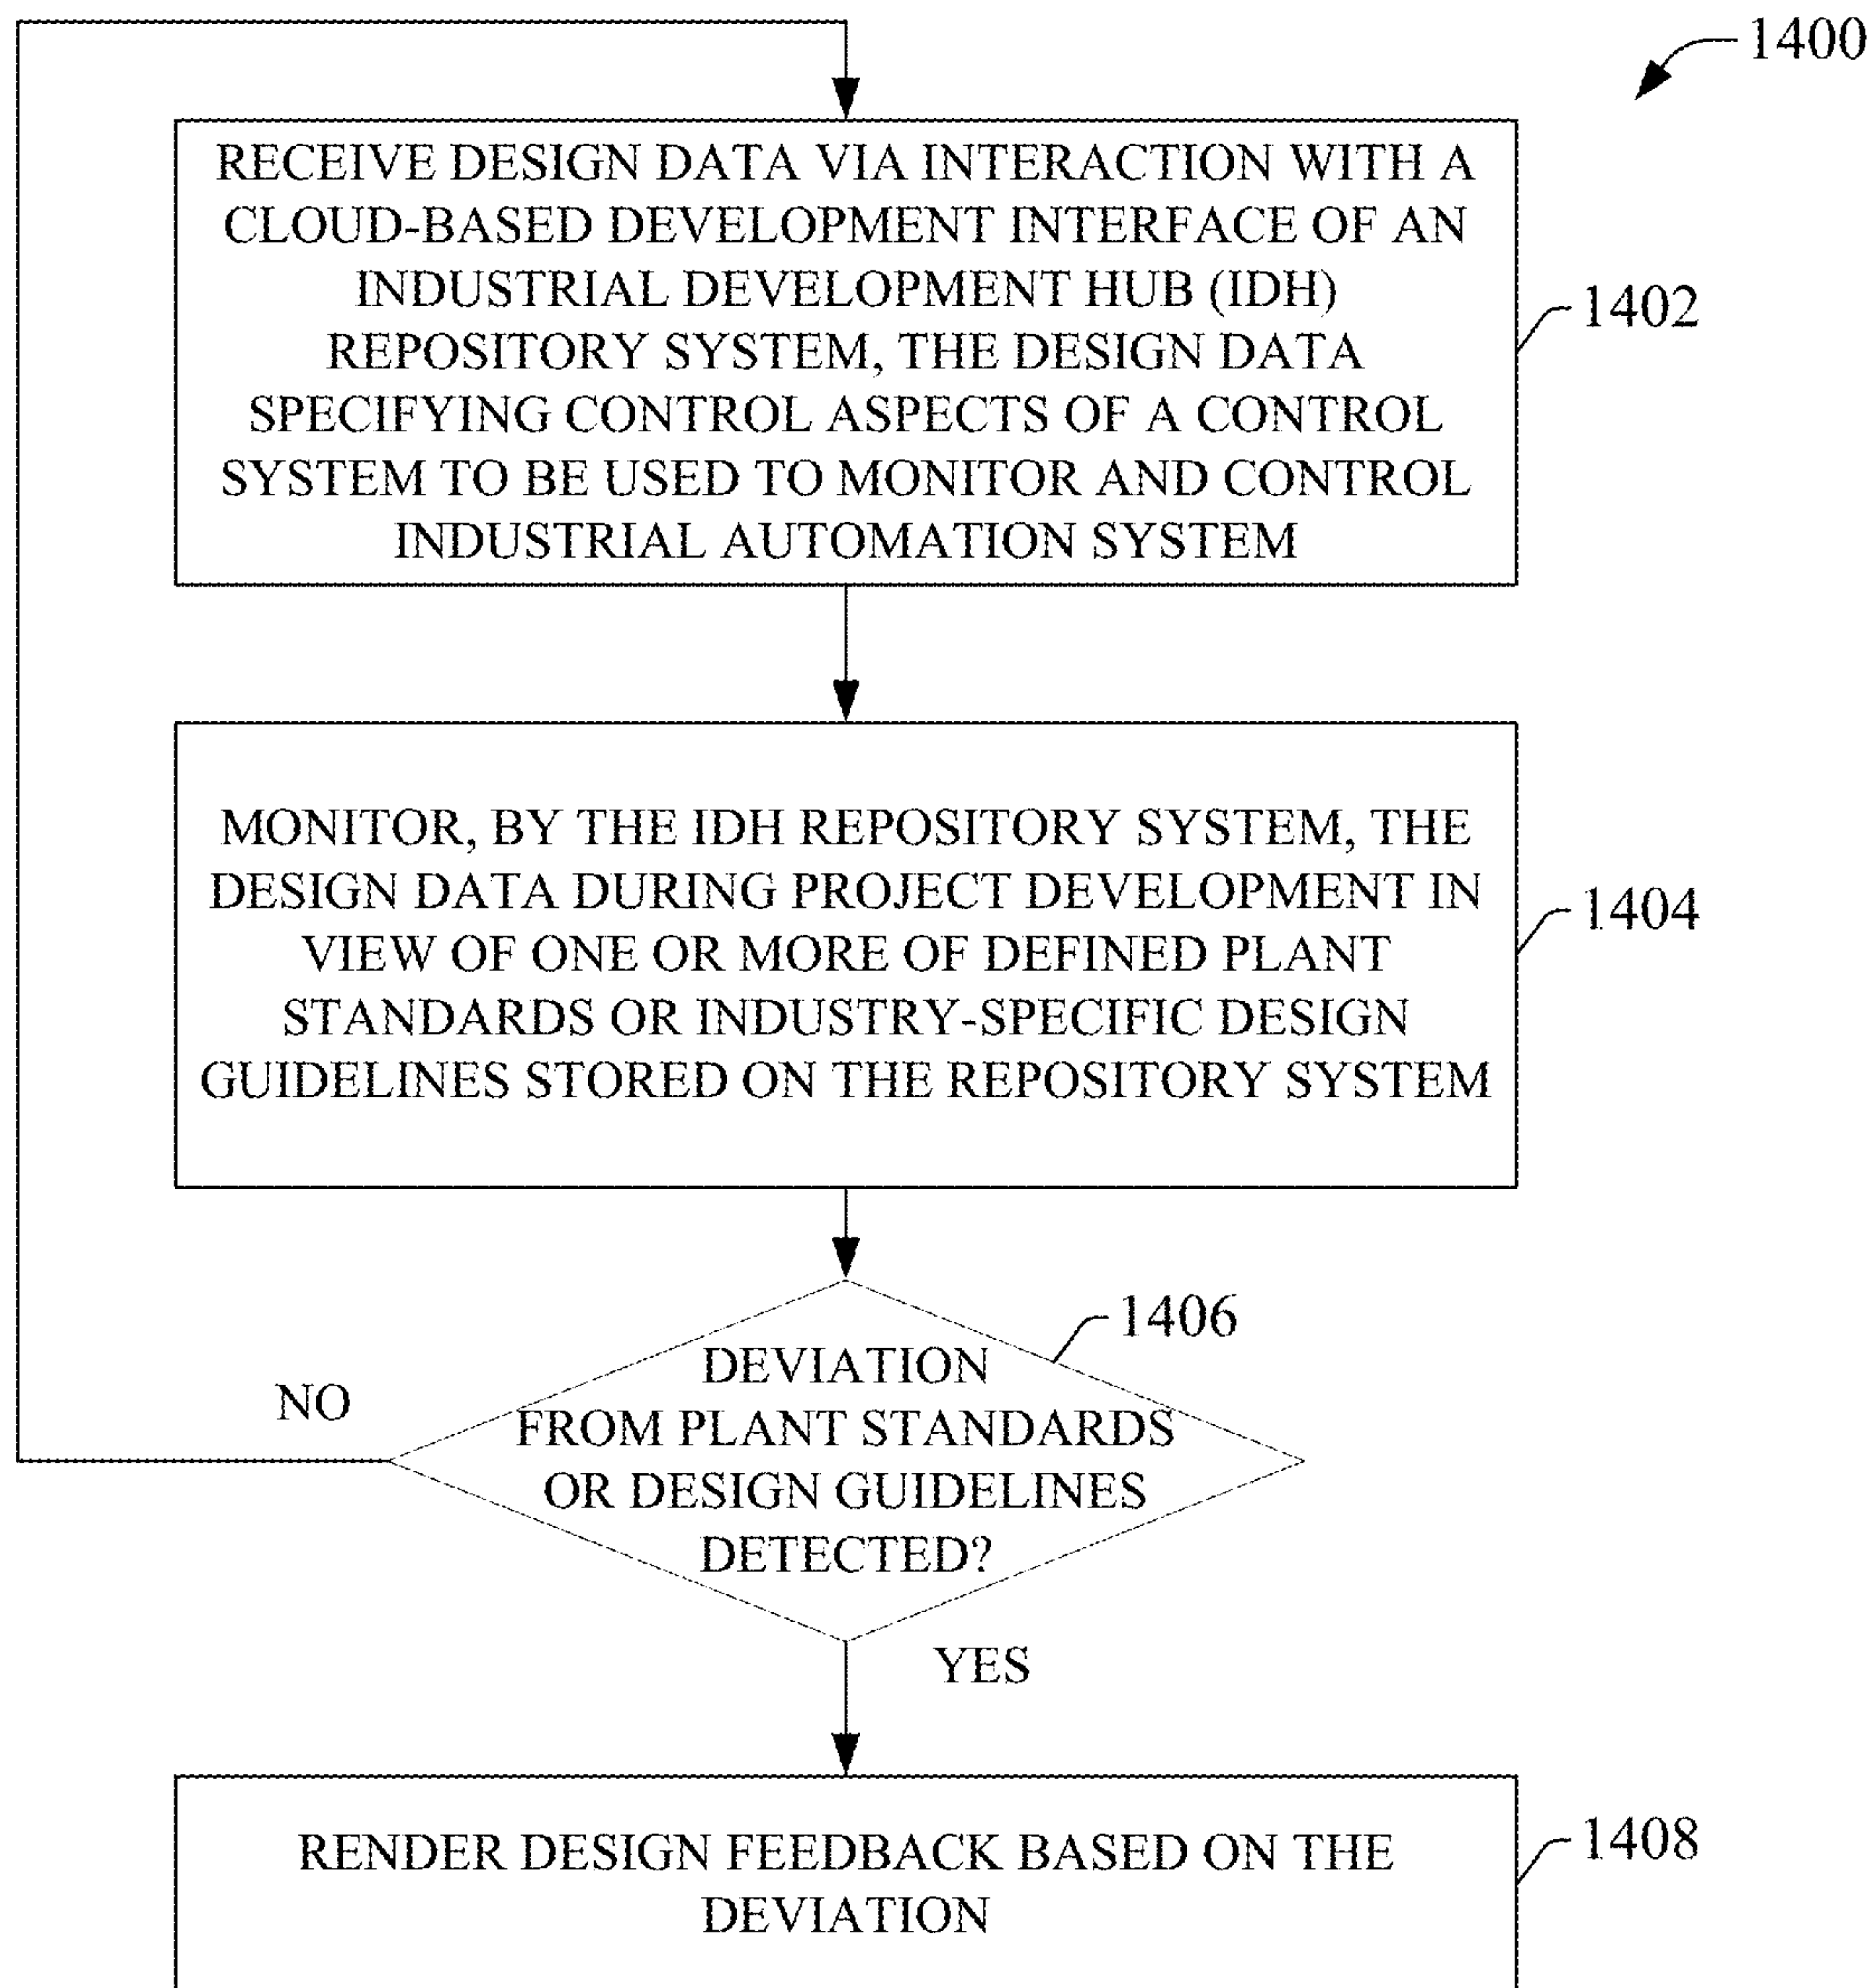 1400
RECEIVE DESIGN DATA VIA INTERACTION WITH A
CLOUD-BASED DEVELOPMENT INTERFACE OF AN
INDUSTRIAL DEVELOPMENT HUB (IDH)
REPOSITORY SYSTEM, THE DESIGN DATA
SPECIFYING CONTROL ASPECTS OF A CONTROL
SYSTEM TO BE USED TO MONITOR AND CONTROL
INDUSTRIAL AUTOMATION SYSTEM
1402
MONITOR, BY THE IDH REPOSITORY SYSTEM, THE
DESIGN DATA DURING PROJECT DEVELOPMENT IN
VIEW OF ONE OR MORE OF DEFINED PLANT
STANDARDS OR INDUSTRY-SPECIFIC DESIGN
GUIDELINES STORED ON THE REPOSITORY SYSTEM
1404
1406
DEVIATION
FROM PLANT STANDARDS
OR DESIGN GUIDELINES
DETECTED?
NO
YES
RENDER DESIGN FEEDBACK BASED ON THE
DEVIATION
1408